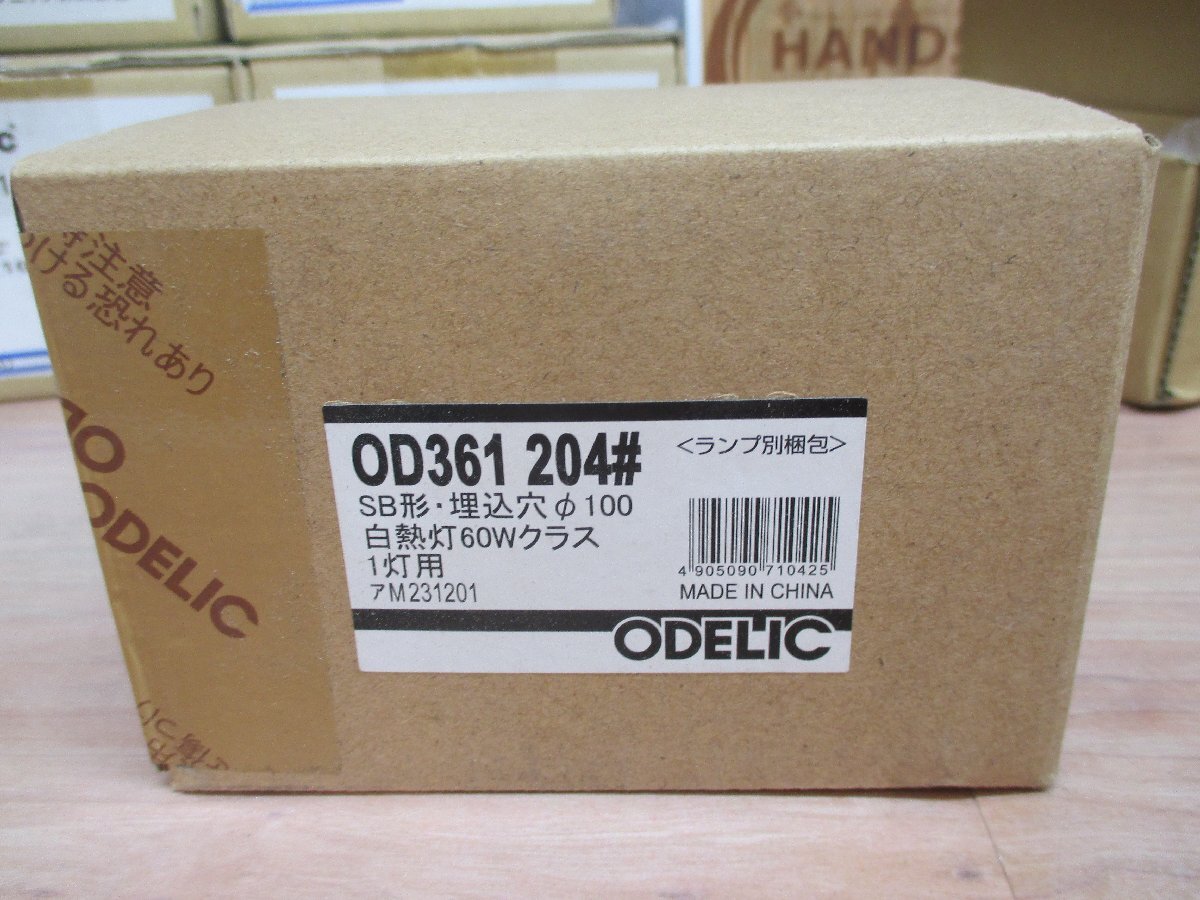 HAND
注意
つける恐れあり
ODELIC
OD361 204#
<ランプ別梱包>
SB形・埋込穴φ100
白熱灯60Wクラス
1灯用
アM231201
4 905090 710425
MADE IN CHINA
ODELIC